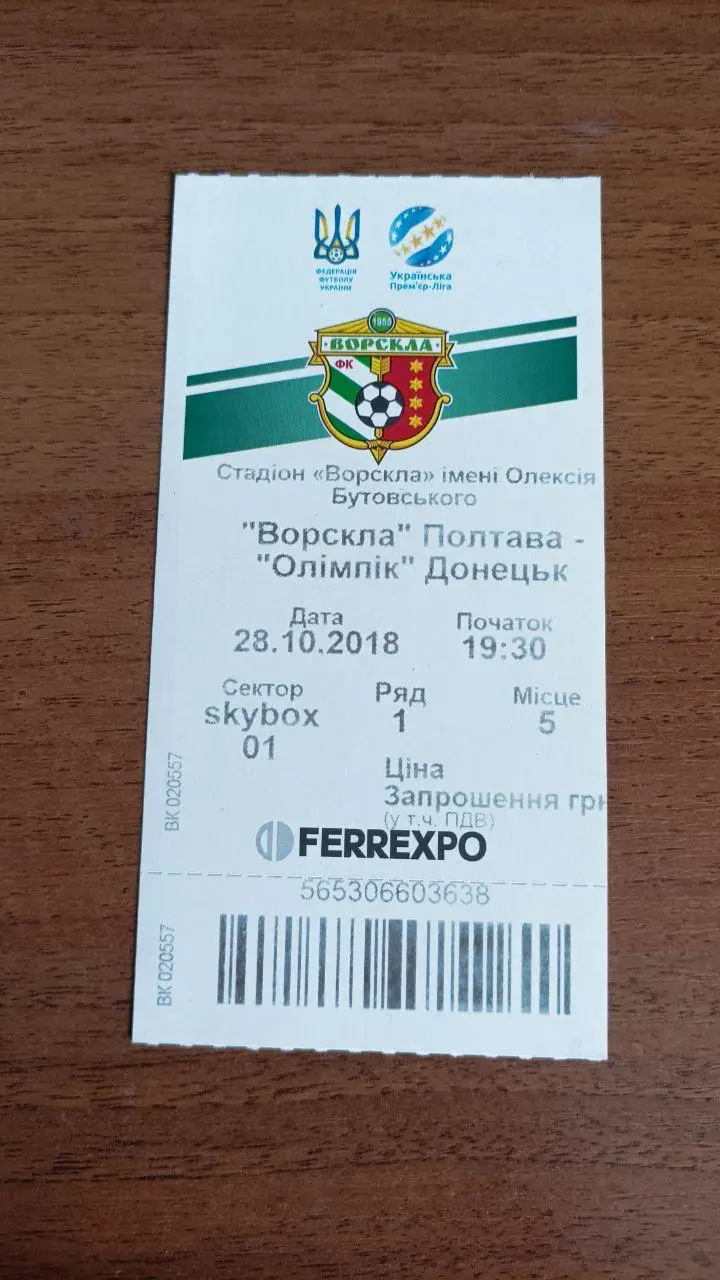 ФЕДЕРАЦІЯ
ФУТБОЛУ
УКРАЇНИ
Українська
Прем'єр-Ліга
1955
ВОРСКЛА
ФК
Стадіон «Ворскла» імені Олексія
Бутовського
"Ворскла" Полтава -
"Олімпік" Донецьк
Дата
28.10.2018
Початок
19:30
Сектор
skybox
01
Ряд
1
Місце
5
Ціна
Запрошення грн
(у т.ч. ПДВ)
ВК 020557
FERREXPO
565306603638
ВК 020557